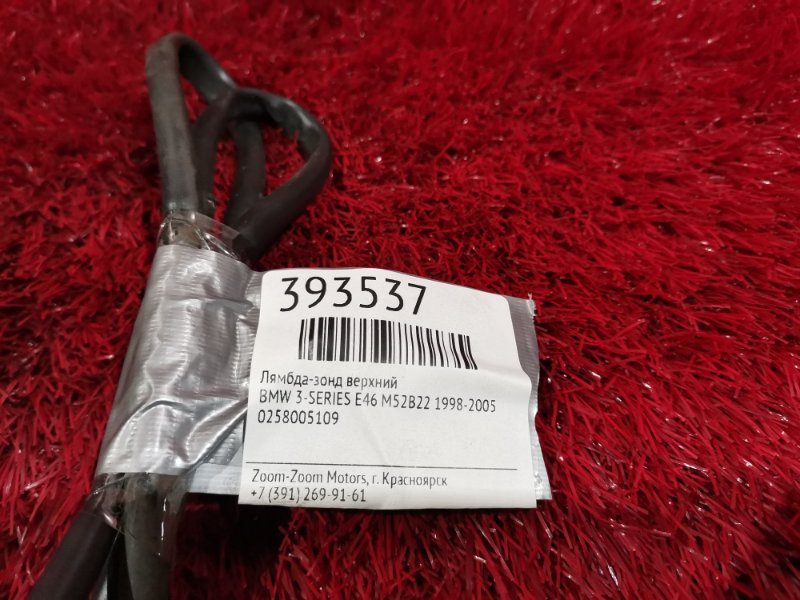 393537
Лямбда-зонд верхний
BMW 3-SERIES E46 M52B22 1998-2005
0258005109
Zoom-Zoom Motors, г. Красноярск
+7 (391) 269-91-61